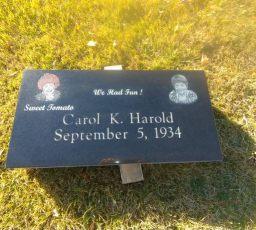 We Had Fun !
Sweet Tomato
Carol K. Harold
September 5, 1934